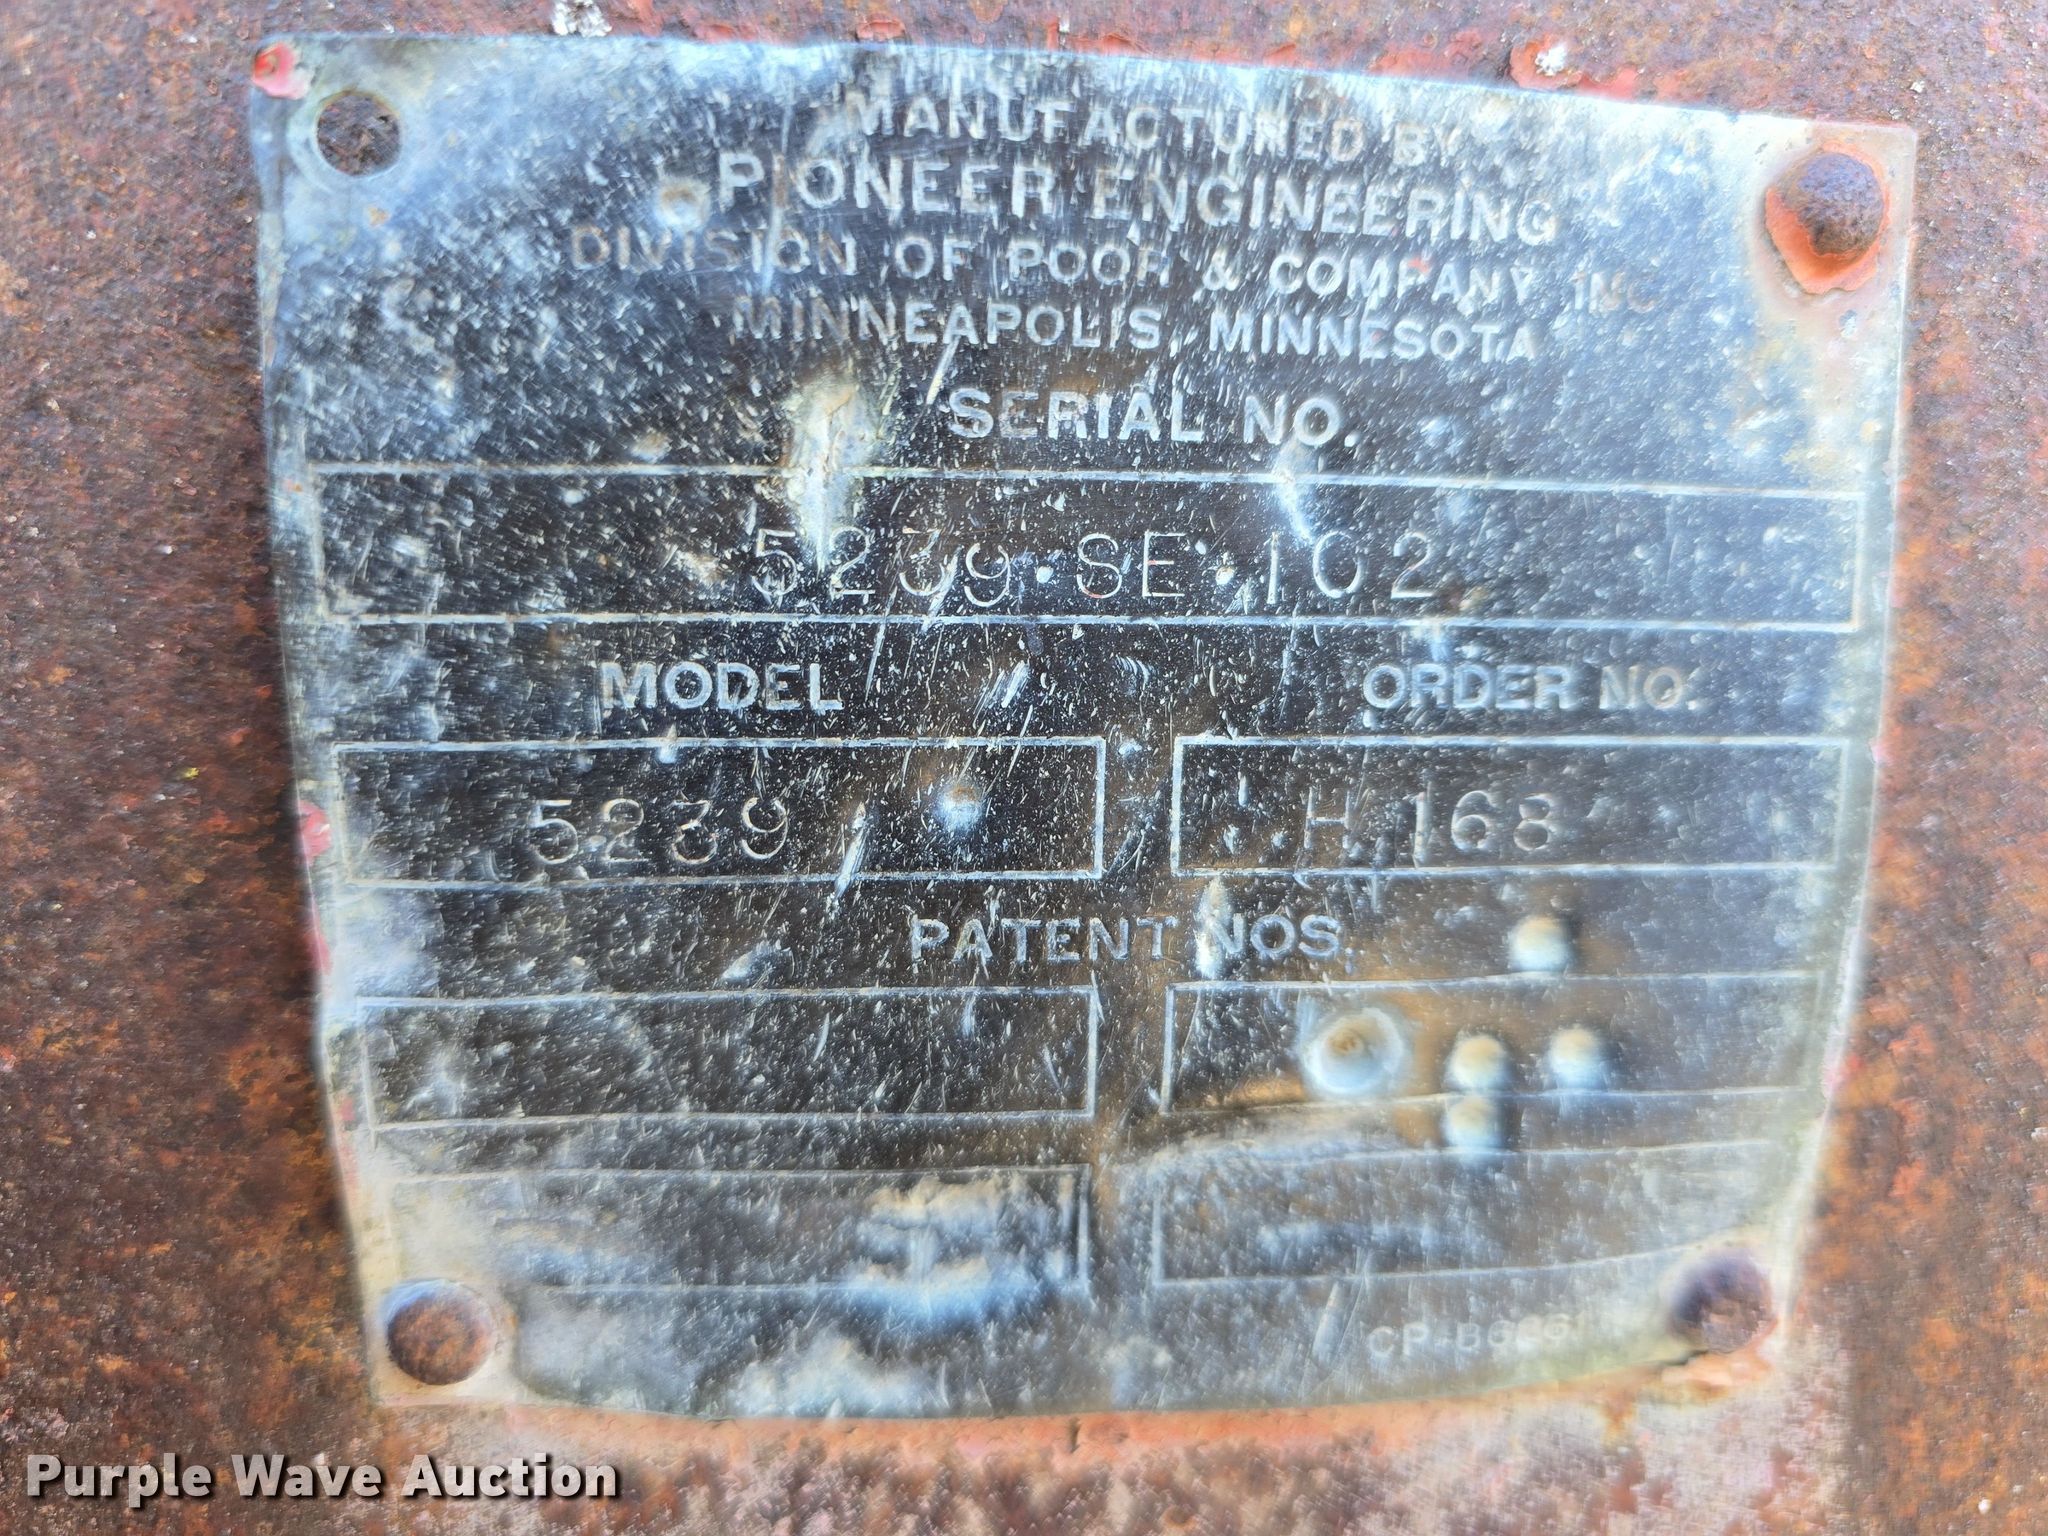 MANUFACTURED BY
PIONEER ENGINEERING
DIVISION OF POOR & COMPANY INC
MINNEAPOLIS, MINNESOTA
SERIAL NO.
5239·SE·102
MODEL ORDER NO.
5239 H 168
PATENT NOS.
Purple Wave Auction